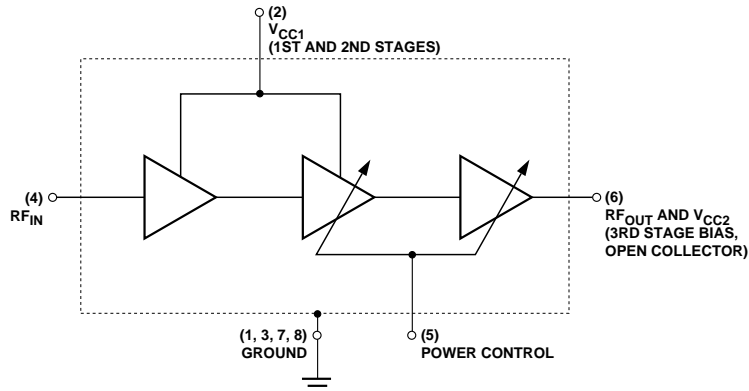 (2)
VCC1
(1ST AND 2ND STAGES)
(4)
RFIN
(6)
RFOUT AND VCC2
(3RD STAGE BIAS,
OPEN COLLECTOR)
(1, 3, 7, 8)
GROUND
(5)
POWER CONTROL